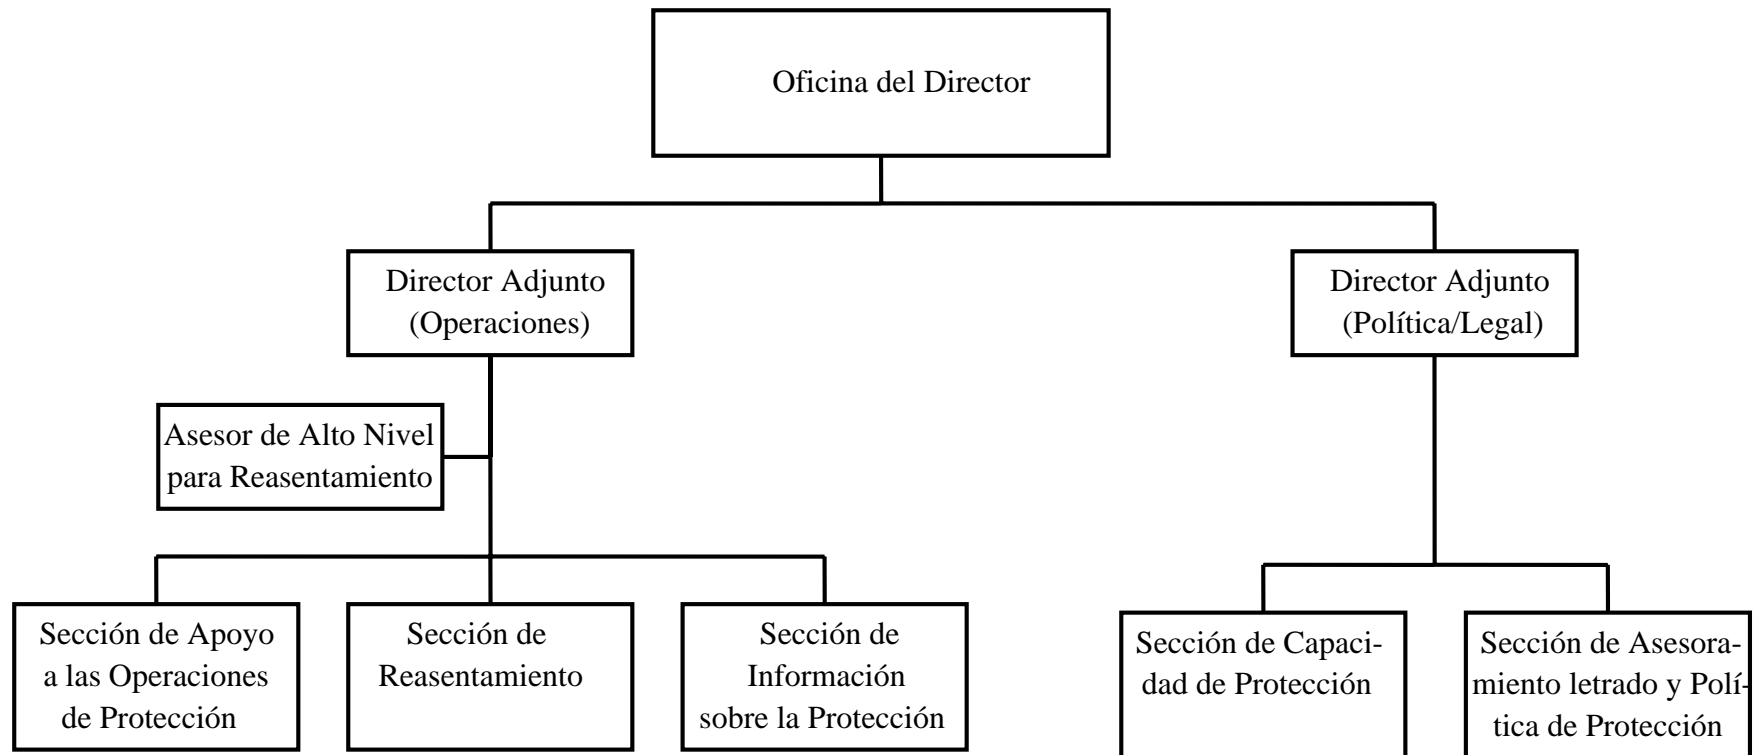 Oficina del Director
Director Adjunto
(Operaciones)
Director Adjunto
(Política/Legal)
Asesor de Alto Nivel
para Reasentamiento
Sección de Apoyo
a las Operaciones
de Protección
Sección de
Reasentamiento
Sección de
Información
sobre la Protección
Sección de Capaci-
dad de Protección
Sección de Asesora-
miento letrado y Polí-
tica de Protección